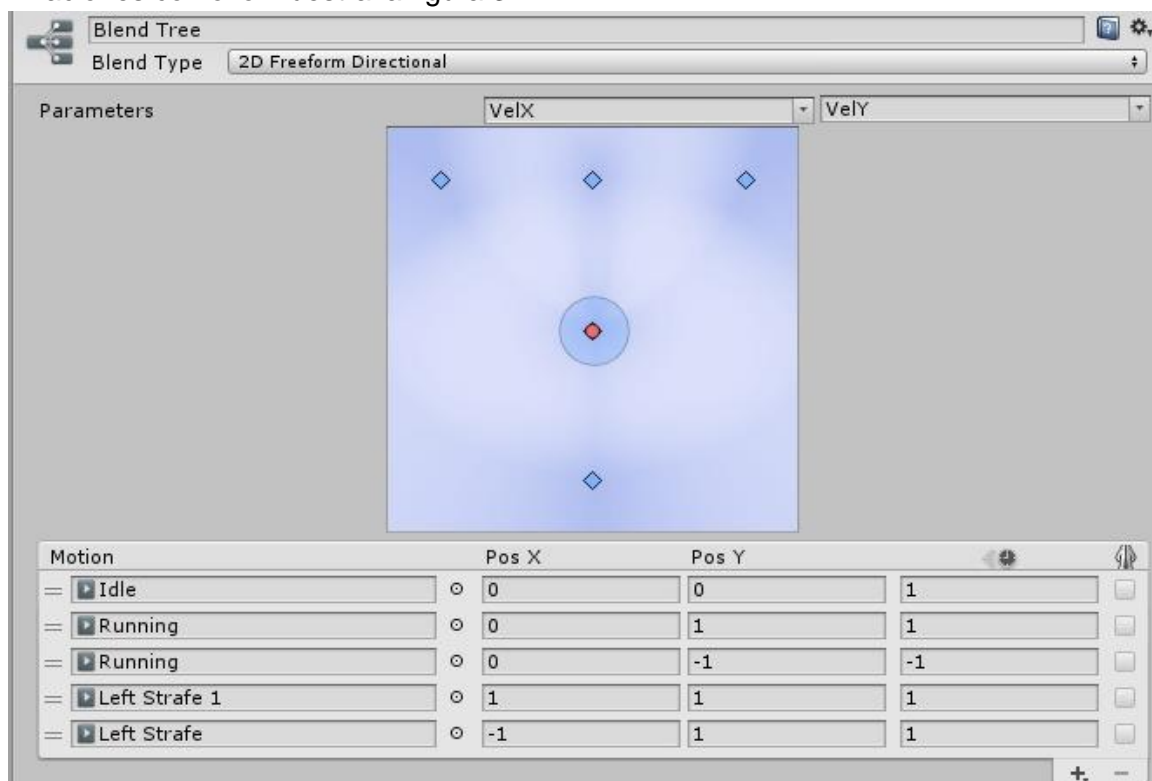 Blend Tree
Blend Type 2D Freeform Directional
Parameters VelX VelY
Motion Pos X Pos Y
Idle 0 0 1
Running 0 1 1
Running 0 -1 -1
Left Strafe 1 1 1 1
Left Strafe -1 1 1